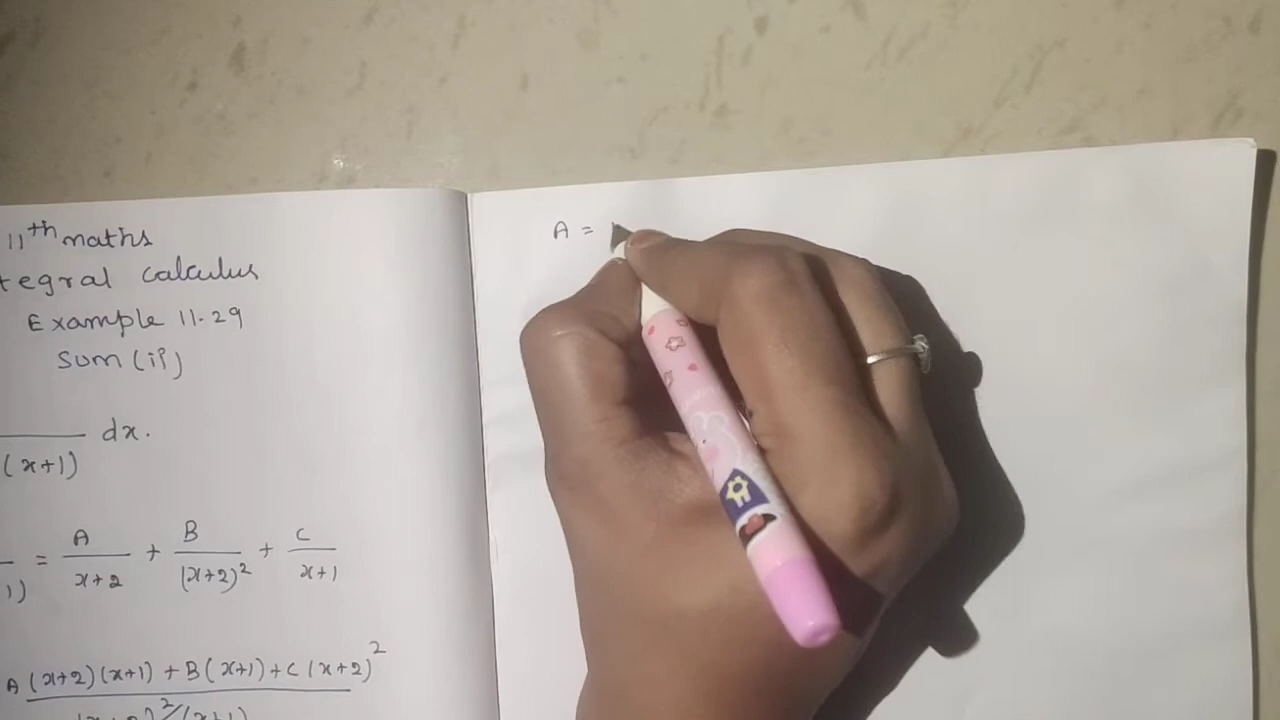 11th maths
tegral calculus
Example 11.29
Sum (ii)
dx.
(x+1)
A B C
= ―― + ―― + ――
1) x+2 (x+2)² x+1
A (x+2)(x+1) + B(x+1) + C(x+2)²
A =